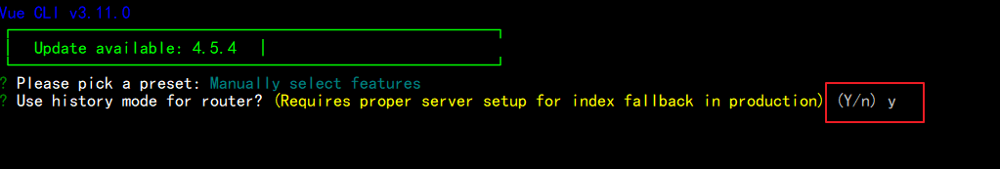 Vue CLI v3.11.0
Update available: 4.5.4
? Please pick a preset: Manually select features
? Use history mode for router? (Requires proper server setup for index fallback in production) (Y/n) y